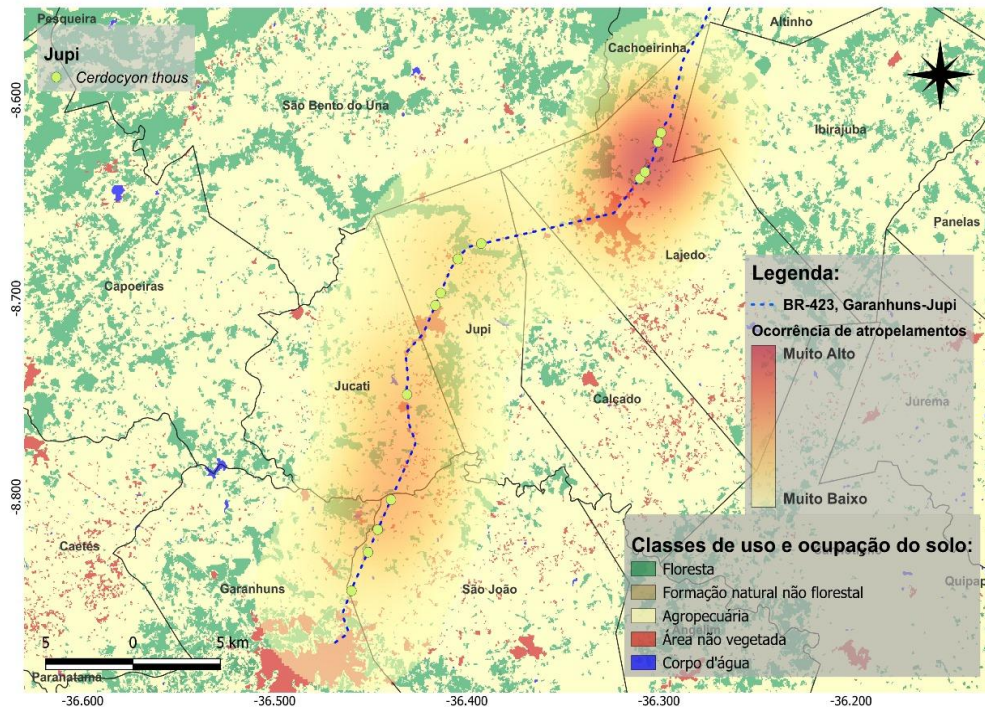 Pesqueira
Altinho
Jupi
Cerdocyon thous
Cachoeirinha
-8.600
São Bento do Una
Ibirajuba
Panelas
Lajedo
Capoeiras
-8.700
Jupi
Jucati
Calçado
Legenda:
BR-423, Garanhuns-Jupi
Ocorrência de atropelamentos
Muito Alto
Jurema
Muito Baixo
-8.800
Caetés
Garanhuns
São João
Classes de uso e ocupação do solo:
Floresta
Formação natural não florestal
Agropecuária
Área não vegetada
Corpo d'água
Quipap
Angelim
5 0 5 km
Paranatama
-36.600 -36.500 -36.400 -36.300 -36.200